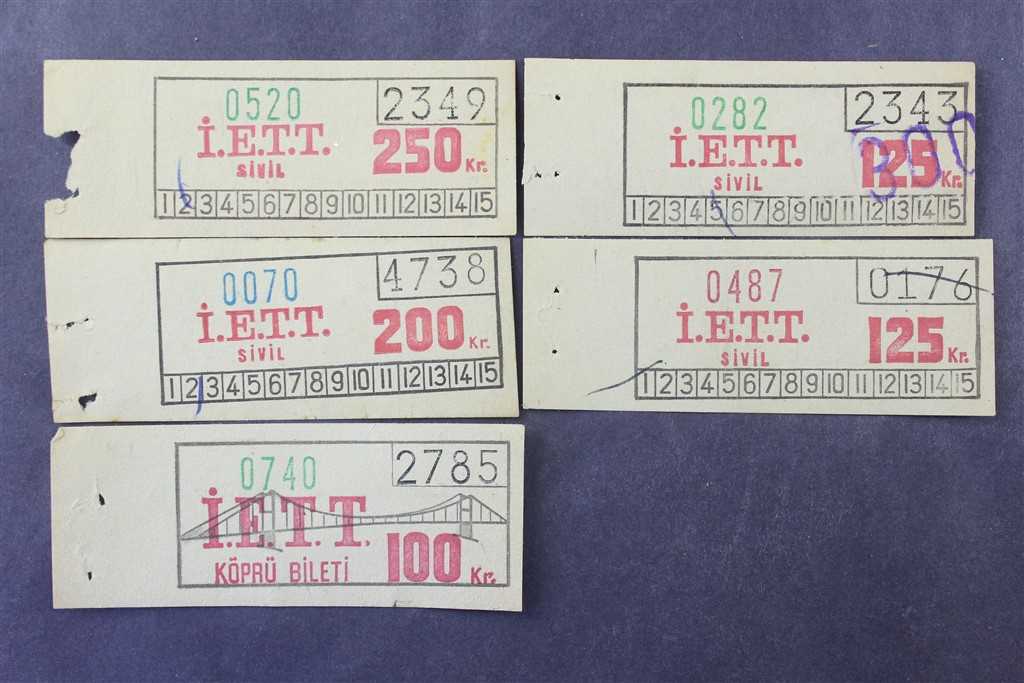 0520 2349
İ.E.T.T. 250 Kr.
SİVİL
1 2 3 4 5 6 7 8 9 10 11 12 13 14 15
0282 2343
İ.E.T.T. 125 Kr.
300
SİVİL
1 2 3 4 5 6 7 8 9 10 11 12 13 14 15
0070 4738
İ.E.T.T. 200 Kr.
SİVİL
1 2 3 4 5 6 7 8 9 10 11 12 13 14 15
0487 0176
İ.E.T.T. 125 Kr.
SİVİL
1 2 3 4 5 6 7 8 9 10 11 12 13 14 15
0740 2785
İ.E.T.T.
KÖPRÜ BİLETİ 100 Kr.